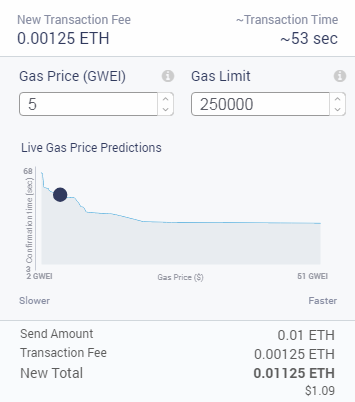 New Transaction Fee ~Transaction Time
0.00125 ETH ~53 sec
Gas Price (GWEI) Gas Limit
5 250000
Live Gas Price Predictions
68
Confirmation time (sec)
2 GWEI Gas Price ($) 51 GWEI
Slower Faster
Send Amount 0.01 ETH
Transaction Fee 0.00125 ETH
New Total 0.01125 ETH
$1.09